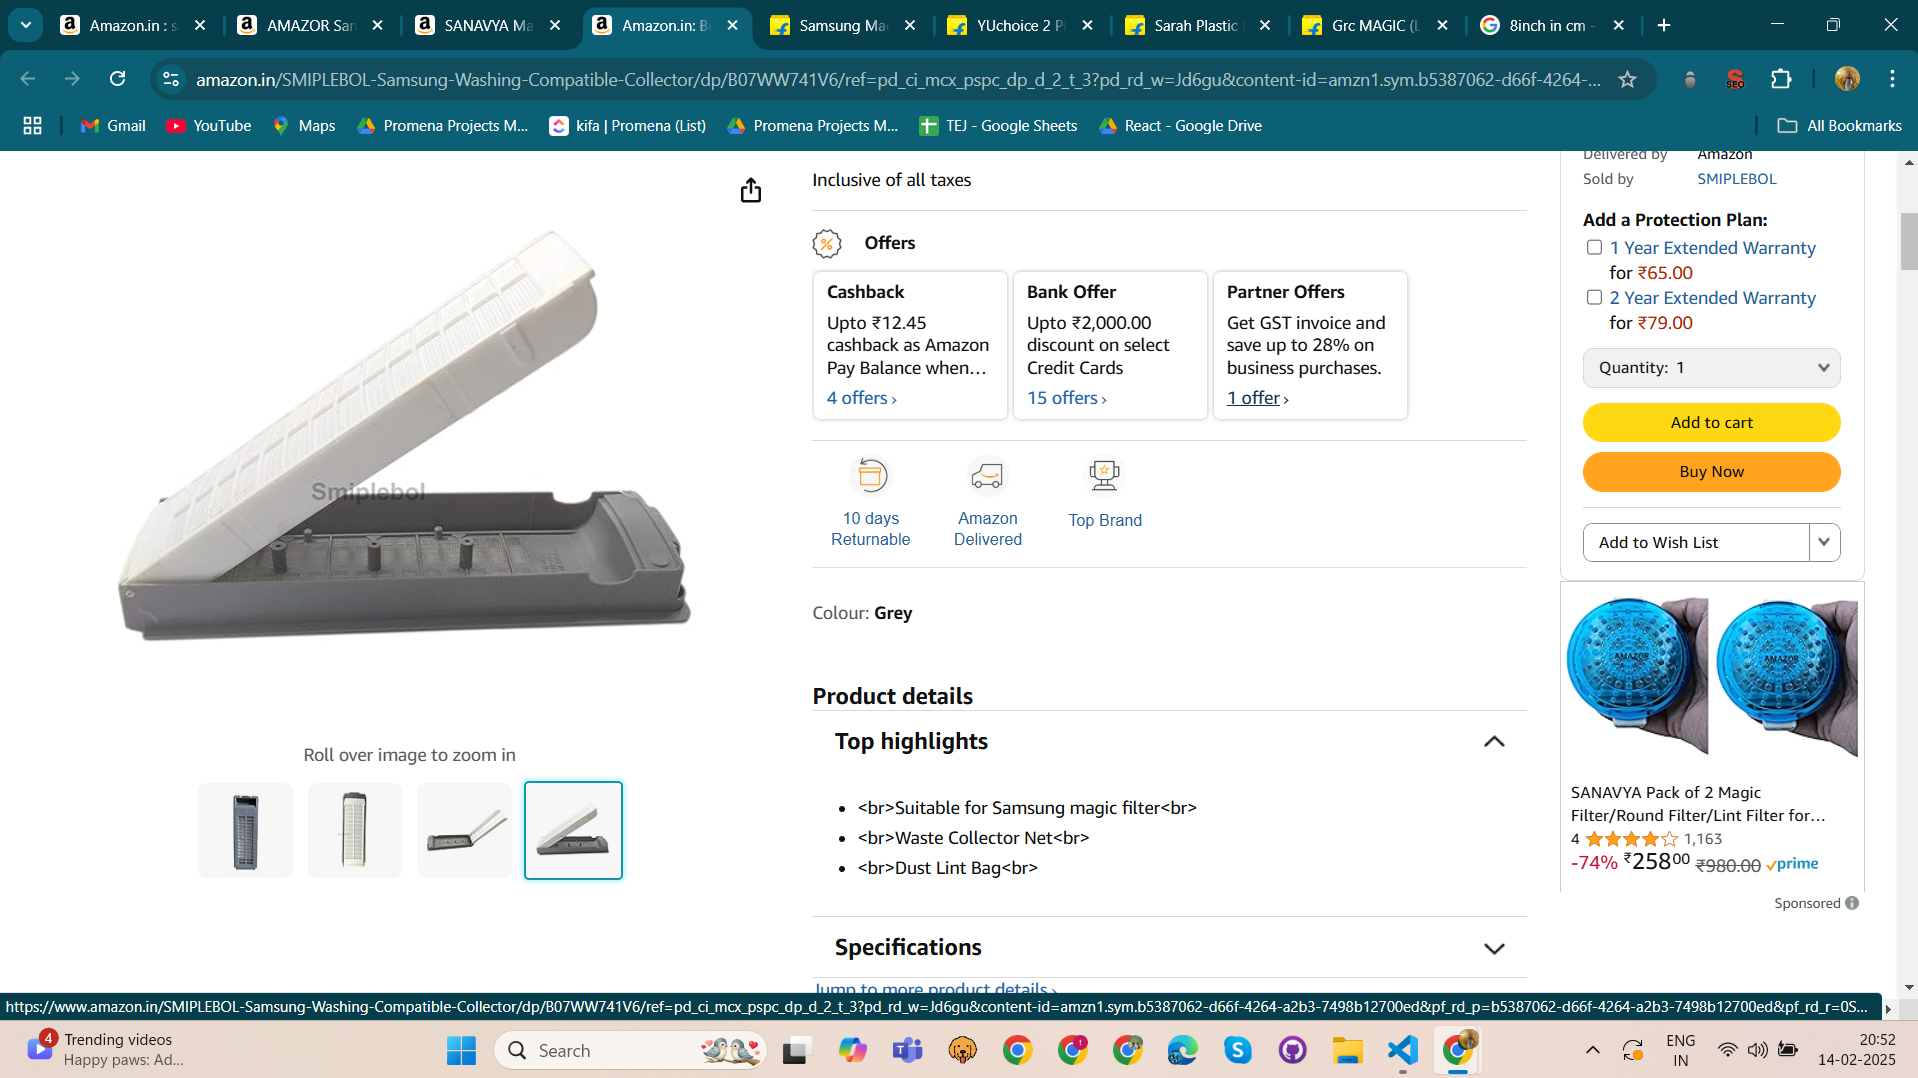 Amazon.in : s
AMAZOR San
SANAVYA Ma
Amazon.in: B
Samsung Ma
YUchoice 2 Pi
Sarah Plastic
Grc MAGIC (L
8inch in cm -
amazon.in/SMIPLEBOL-Samsung-Washing-Compatible-Collector/dp/B07WW741V6/ref=pd_ci_mcx_pspc_dp_d_2_t_3?pd_rd_w=Jd6gu&content-id=amzn1.sym.b5387062-d66f-4264-...
SEO
Gmail
YouTube
Maps
Promena Projects M...
kifa | Promena (List)
Promena Projects M...
TEJ - Google Sheets
React - Google Drive
All Bookmarks
Smiplebol
Roll over image to zoom in
Inclusive of all taxes
Offers
Cashback
Upto ₹12.45
cashback as Amazon
Pay Balance when...
4 offers ›
Bank Offer
Upto ₹2,000.00
discount on select
Credit Cards
15 offers ›
Partner Offers
Get GST invoice and
save up to 28% on
business purchases.
1 offer ›
10 days
Returnable
Amazon
Delivered
Top Brand
Colour: Grey
Product details
Top highlights
• <br>Suitable for Samsung magic filter<br>
• <br>Waste Collector Net<br>
• <br>Dust Lint Bag<br>
Specifications
Jump to more product details ›
Delivered by Amazon
Sold by SMIPLEBOL
Add a Protection Plan:
1 Year Extended Warranty
for ₹65.00
2 Year Extended Warranty
for ₹79.00
Quantity: 1
Add to cart
Buy Now
Add to Wish List
AMAZOR
AMAZOR
SANAVYA Pack of 2 Magic
Filter/Round Filter/Lint Filter for...
4 1,163
-74% ₹258.00 ₹980.00 prime
Sponsored
https://www.amazon.in/SMIPLEBOL-Samsung-Washing-Compatible-Collector/dp/B07WW741V6/ref=pd_ci_mcx_pspc_dp_d_2_t_3?pd_rd_w=Jd6gu&content-id=amzn1.sym.b5387062-d66f-4264-a2b3-7498b12700ed&pf_rd_p=b5387062-d66f-4264-a2b3-7498b12700ed&pf_rd_r=0S...
4
Trending videos
Happy paws: Ad...
Search
ENG
IN
20:52
14-02-2025